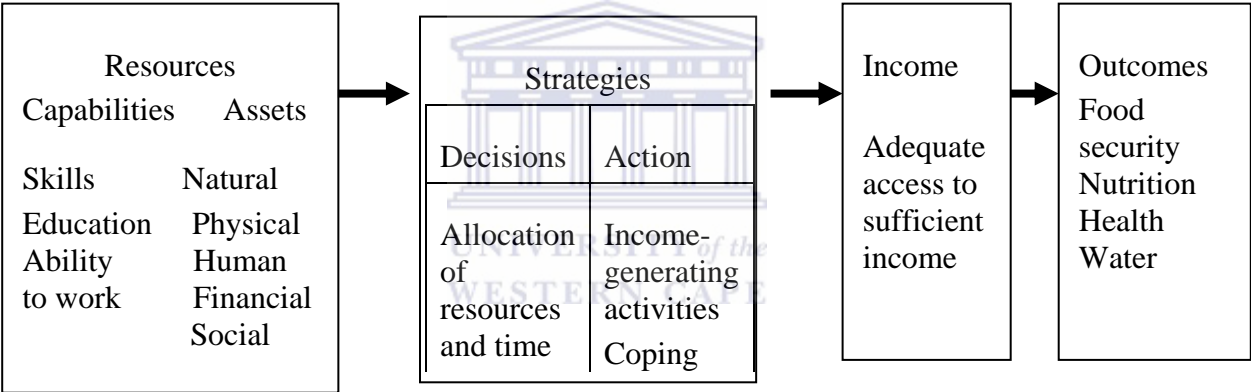 Resources
Capabilities Assets
Skills Natural
Education Physical
Ability Human
to work Financial
Social
Strategies
Decisions Action
Allocation Income-
of generating
resources activities
and time Coping
UNIVERSITY of the
WESTERN CAPE
Income
Adequate
access to
sufficient
income
Outcomes
Food
security
Nutrition
Health
Water